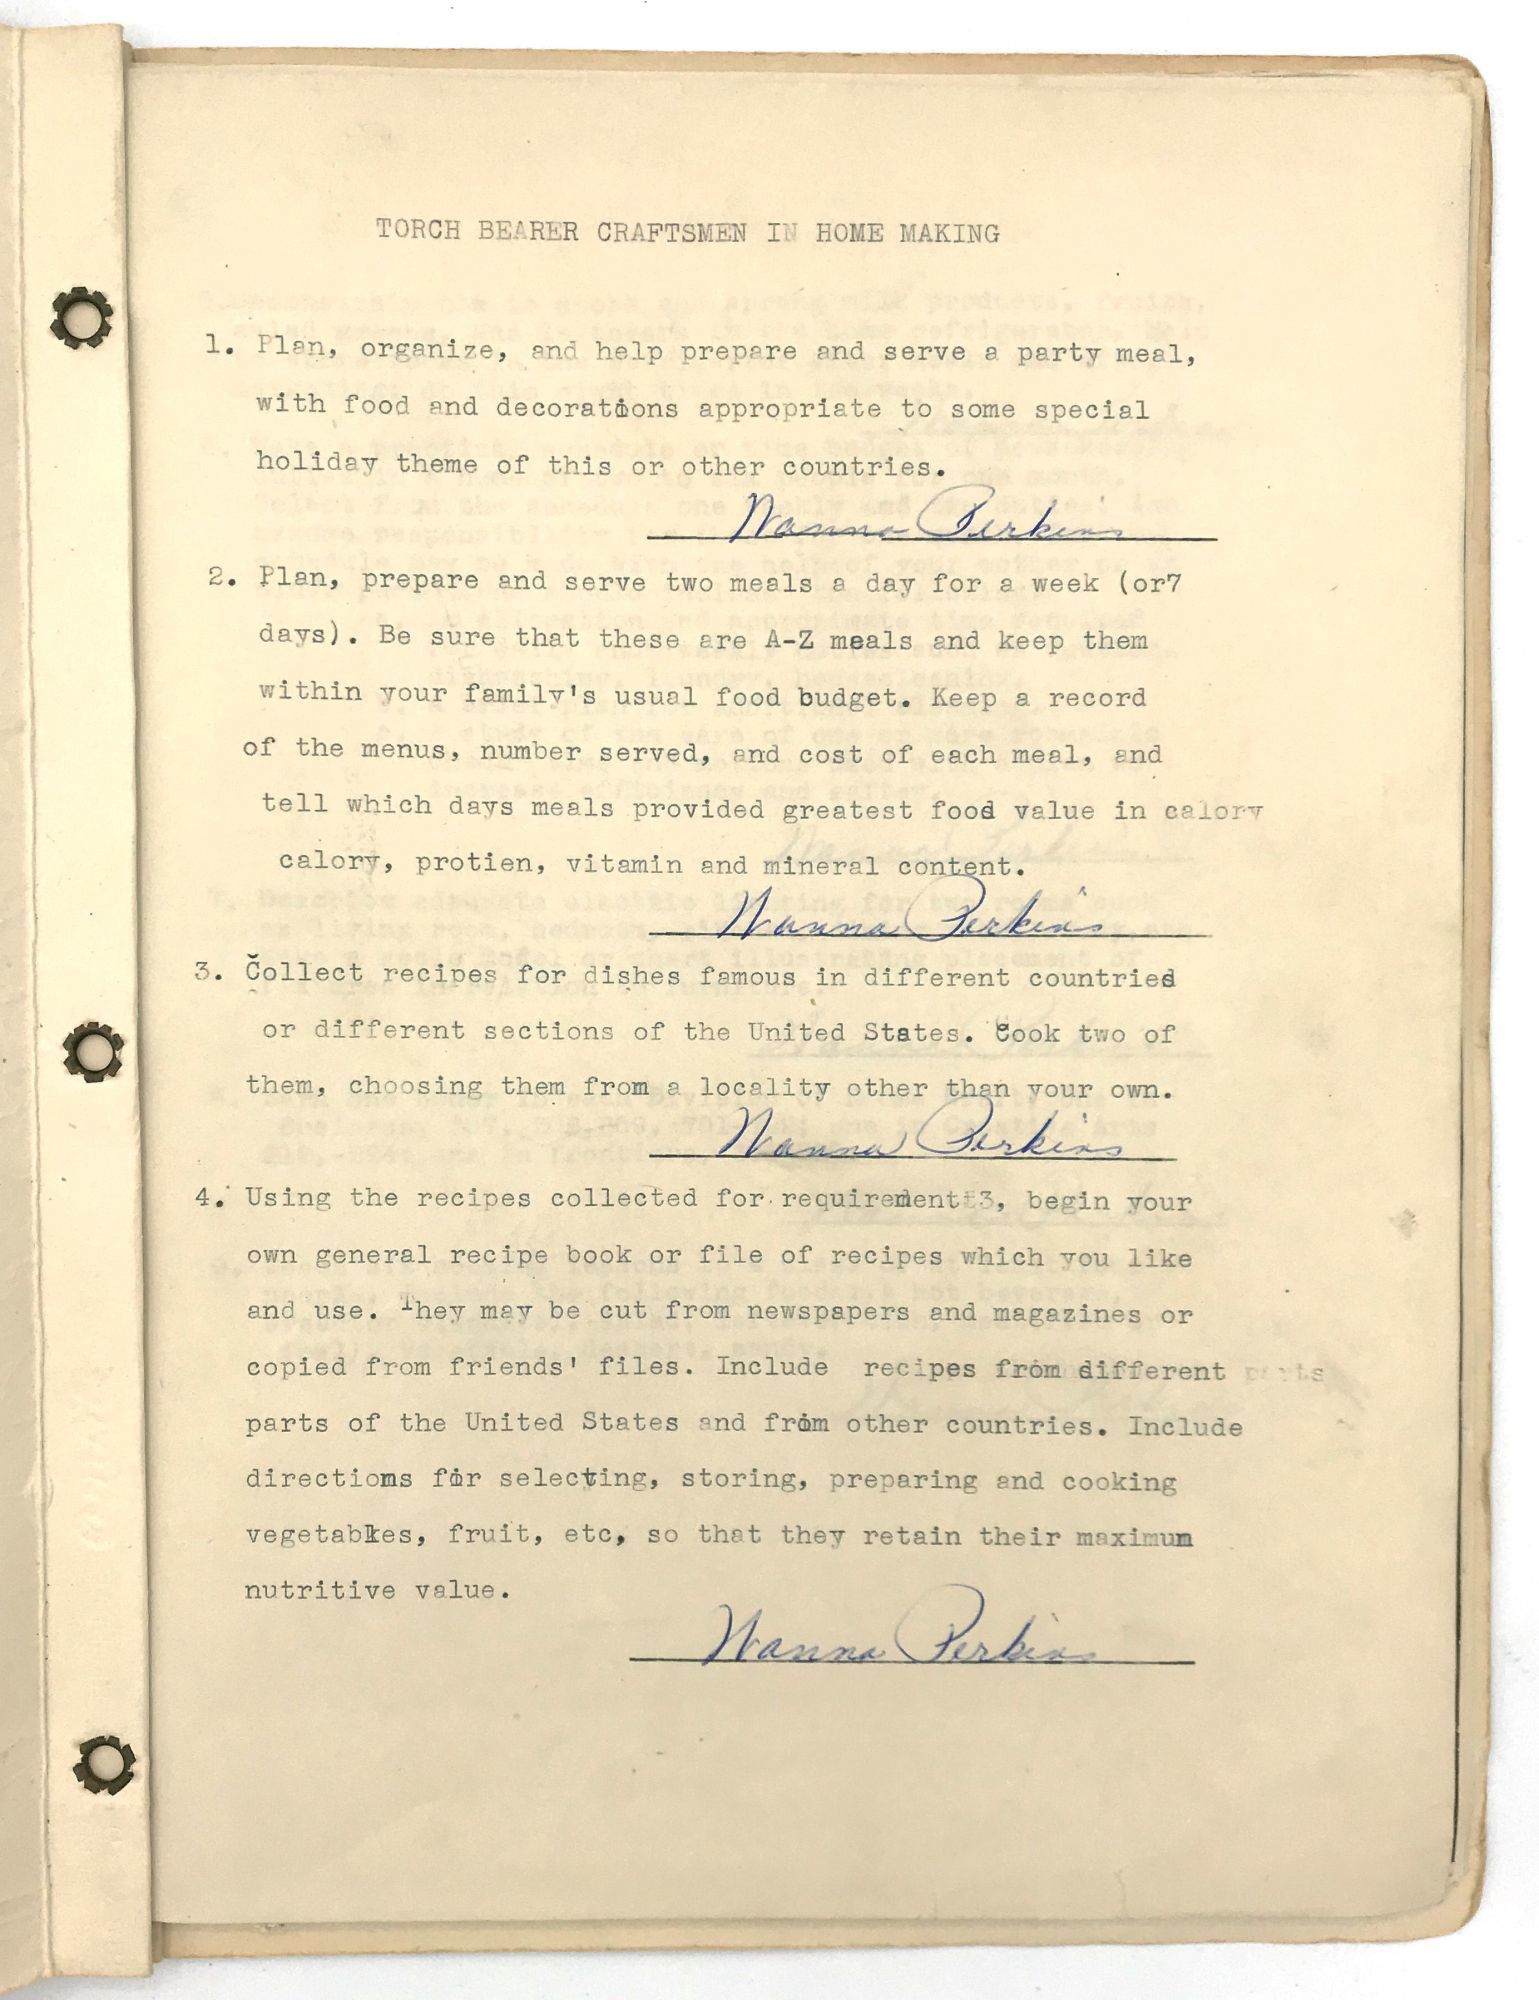 TORCH BEARER CRAFTSMEN IN HOME MAKING
1. Plan, organize, and help prepare and serve a party meal,
with food and decorations appropriate to some special
holiday theme of this or other countries.
Nanna Perkins
2. Plan, prepare and serve two meals a day for a week (or7
days). Be sure that these are A-Z meals and keep them
within your family's usual food budget. Keep a record
of the menus, number served, and cost of each meal, and
tell which days meals provided greatest food value in calory
calory, protien, vitamin and mineral content.
Nanna Perkins
3. Collect recipes for dishes famous in different countries
or different sections of the United States. Cook two of
them, choosing them from a locality other than your own.
Nanna Perkins
4. Using the recipes collected for requirement 3, begin your
own general recipe book or file of recipes which you like
and use. They may be cut from newspapers and magazines or
copied from friends' files. Include recipes from different parts
parts of the United States and from other countries. Include
directions for selecting, storing, preparing and cooking
vegetables, fruit, etc, so that they retain their maximum
nutritive value.
Nanna Perkins